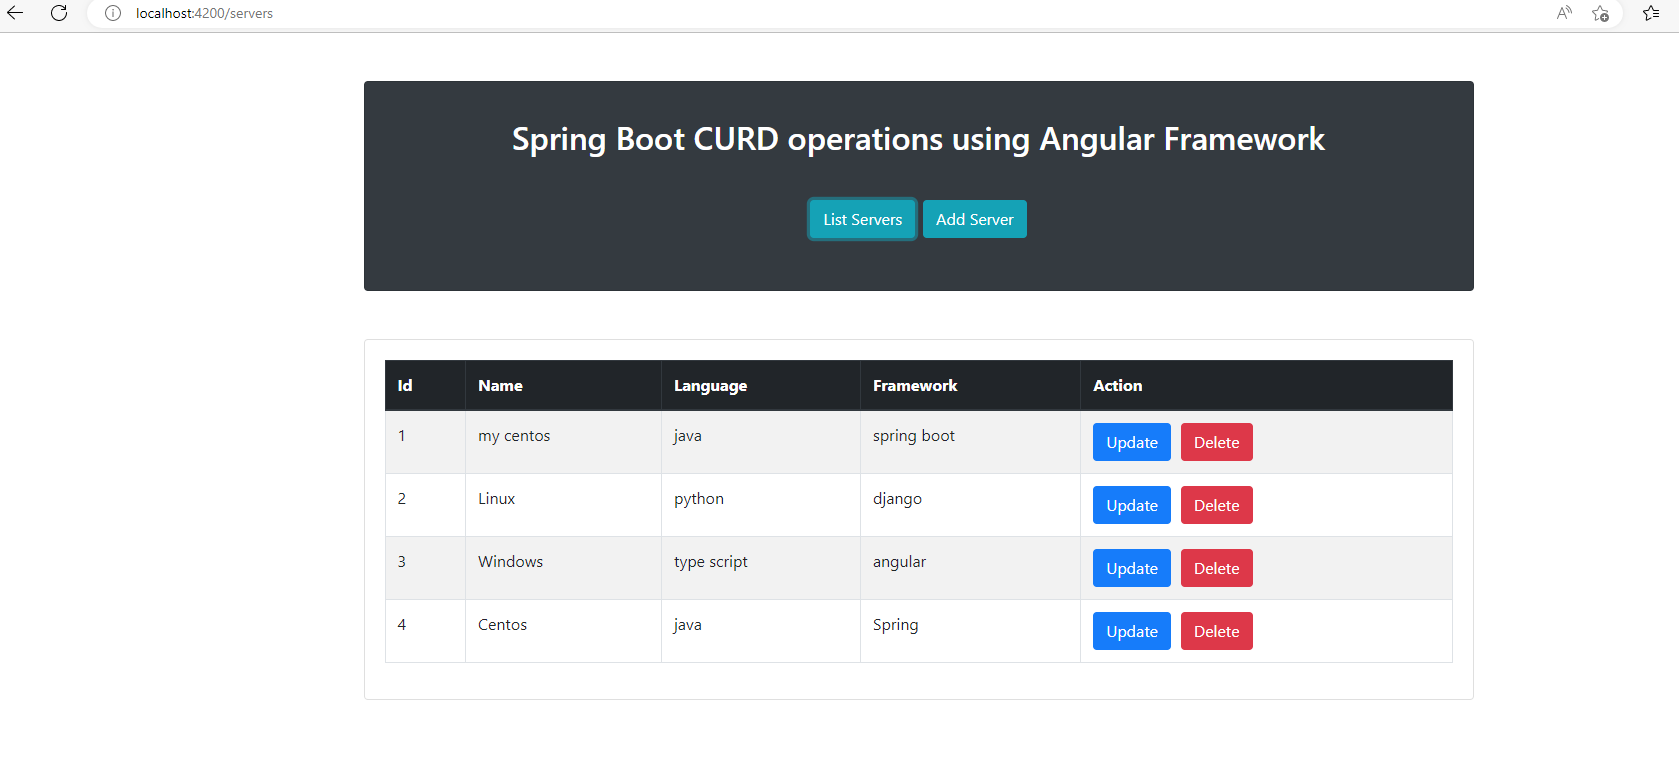 localhost:4200/servers
Spring Boot CURD operations using Angular Framework
List Servers Add Server
Id Name Language Framework Action
1 my centos java spring boot Update Delete
2 Linux python django Update Delete
3 Windows type script angular Update Delete
4 Centos java Spring Update Delete